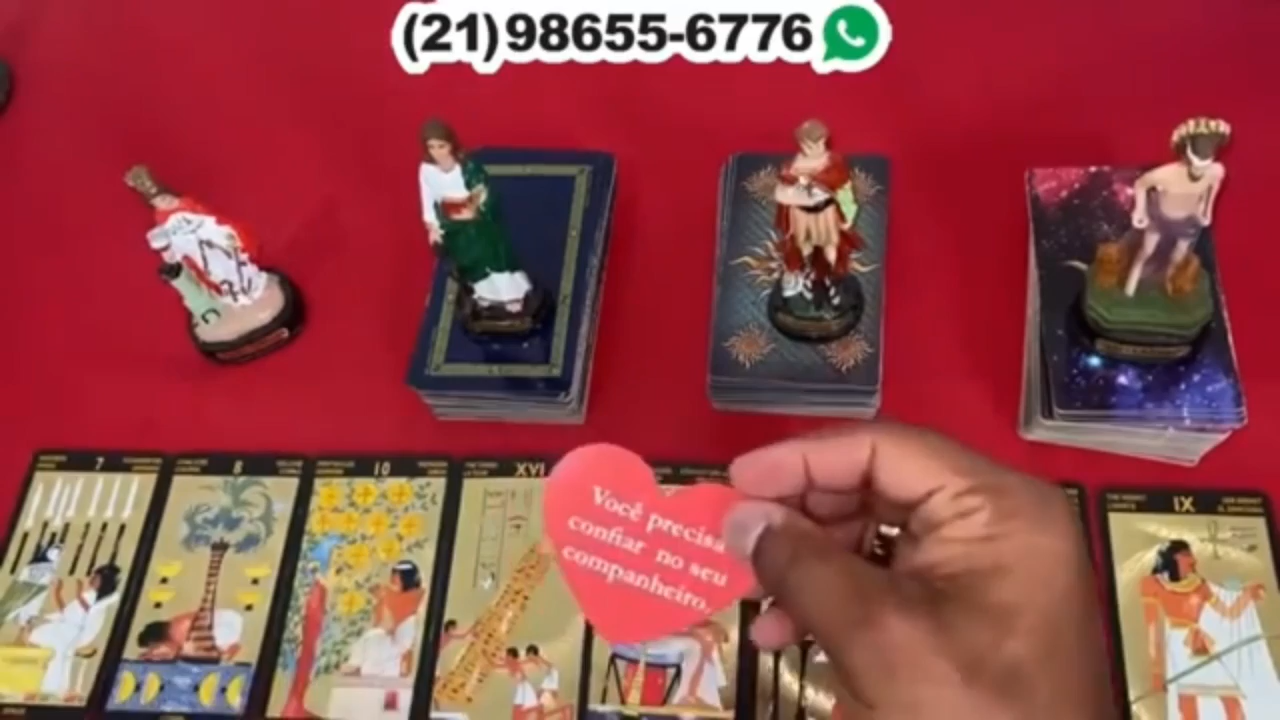 (21)98655-6776
7
8
10
XVI
IX
Você precisa
confiar no seu
companheiro.